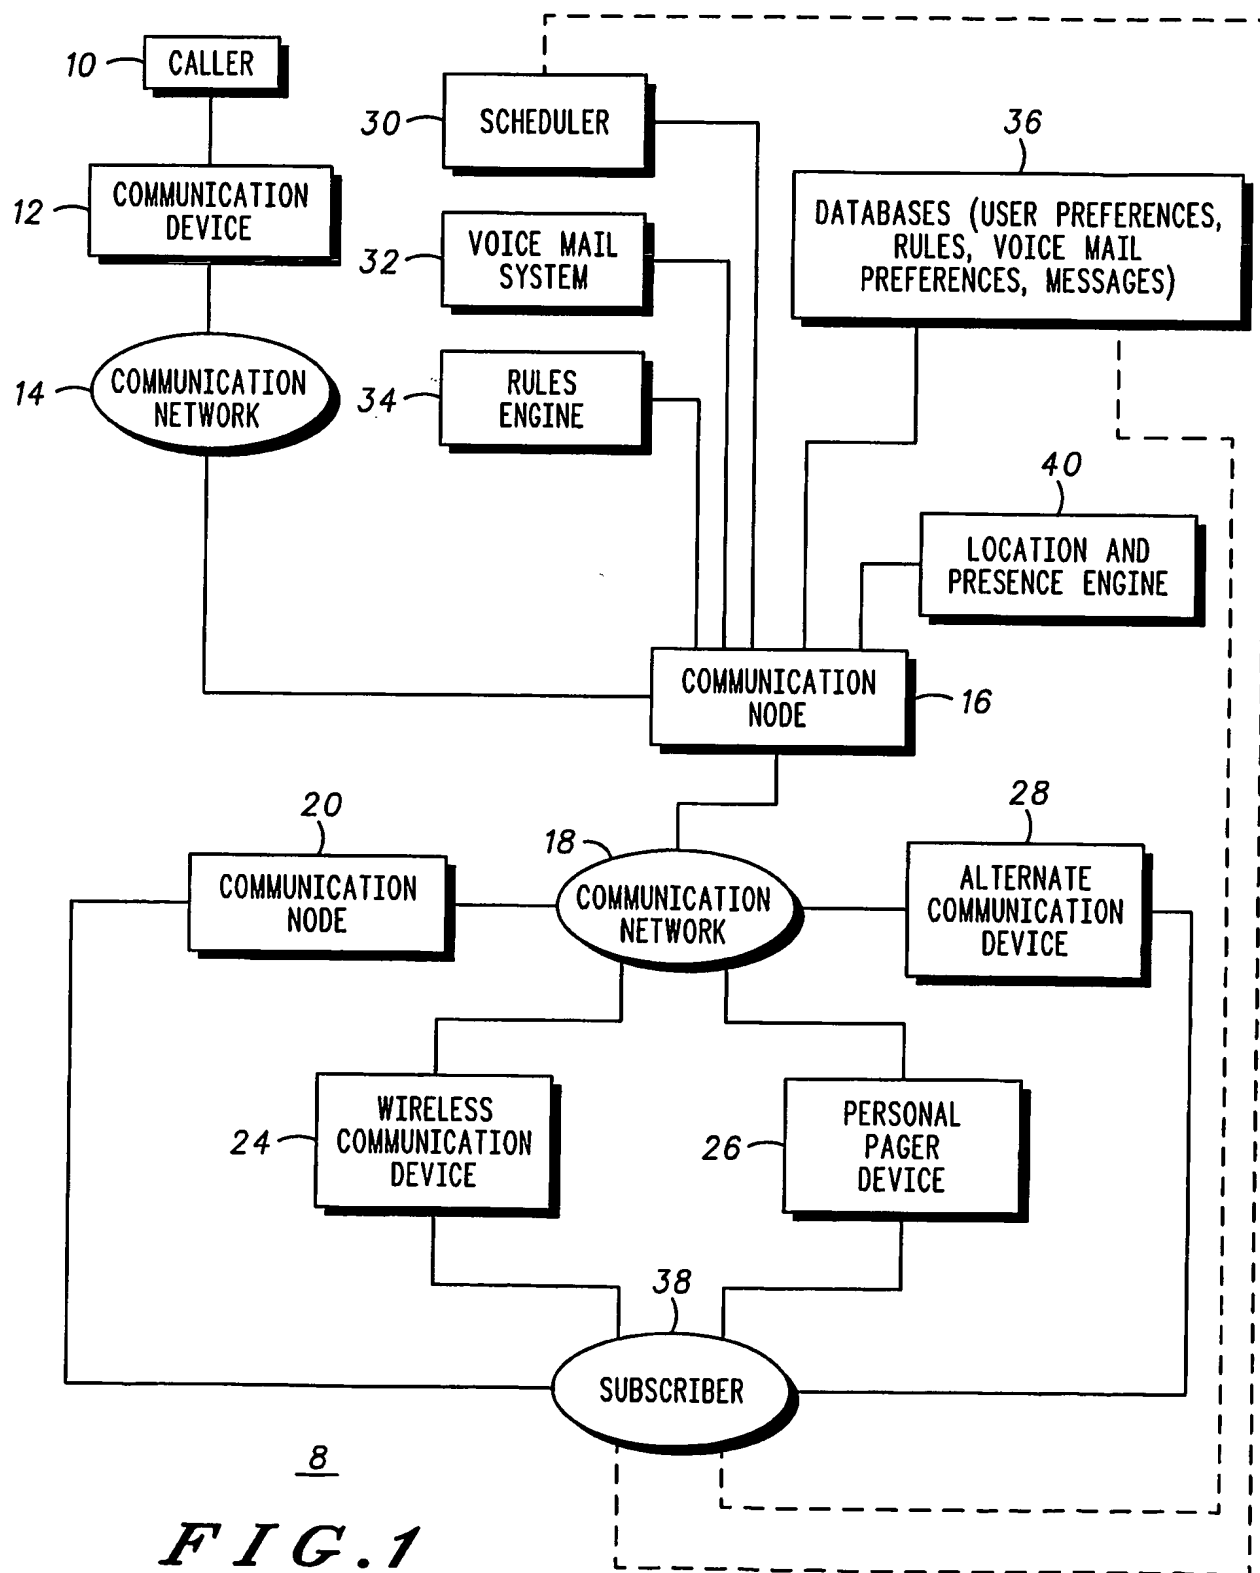 10
CALLER
30
SCHEDULER
36
12
COMMUNICATION
DEVICE
DATABASES (USER PREFERENCES,
RULES, VOICE MAIL
PREFERENCES, MESSAGES)
32
VOICE MAIL
SYSTEM
14
COMMUNICATION
NETWORK
34
RULES
ENGINE
40
LOCATION AND
PRESENCE ENGINE
COMMUNICATION
NODE
16
20
COMMUNICATION
NODE
18
COMMUNICATION
NETWORK
28
ALTERNATE
COMMUNICATION
DEVICE
24
WIRELESS
COMMUNICATION
DEVICE
26
PERSONAL
PAGER
DEVICE
38
SUBSCRIBER
8
FIG.1